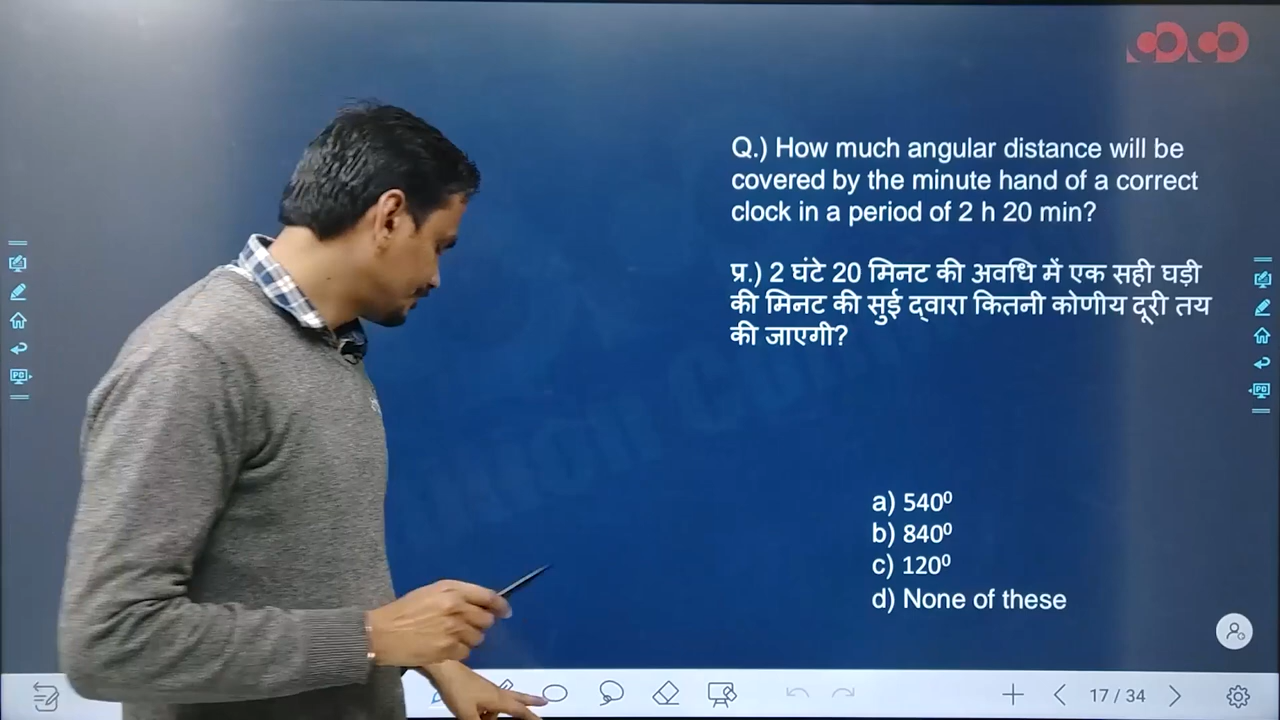 Q.) How much angular distance will be
covered by the minute hand of a correct
clock in a period of 2 h 20 min?
प्र.) 2 घंटे 20 मिनट की अवधि में एक सही घड़ी
की मिनट की सुई द्वारा कितनी कोणीय दूरी तय
की जाएगी?
a) 540⁰
b) 840⁰
c) 120⁰
d) None of these
17 / 34